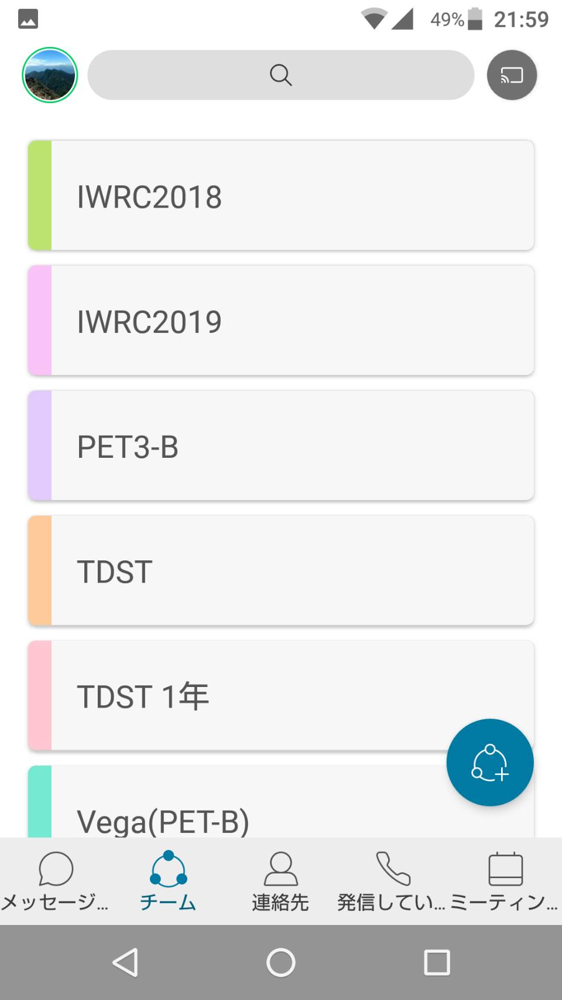 49% 21:59
IWRC2018
IWRC2019
PET3-B
TDST
TDST 1年
Vega(PET-B)
メッセージ... チーム 連絡先 発信してい... ミーティン...